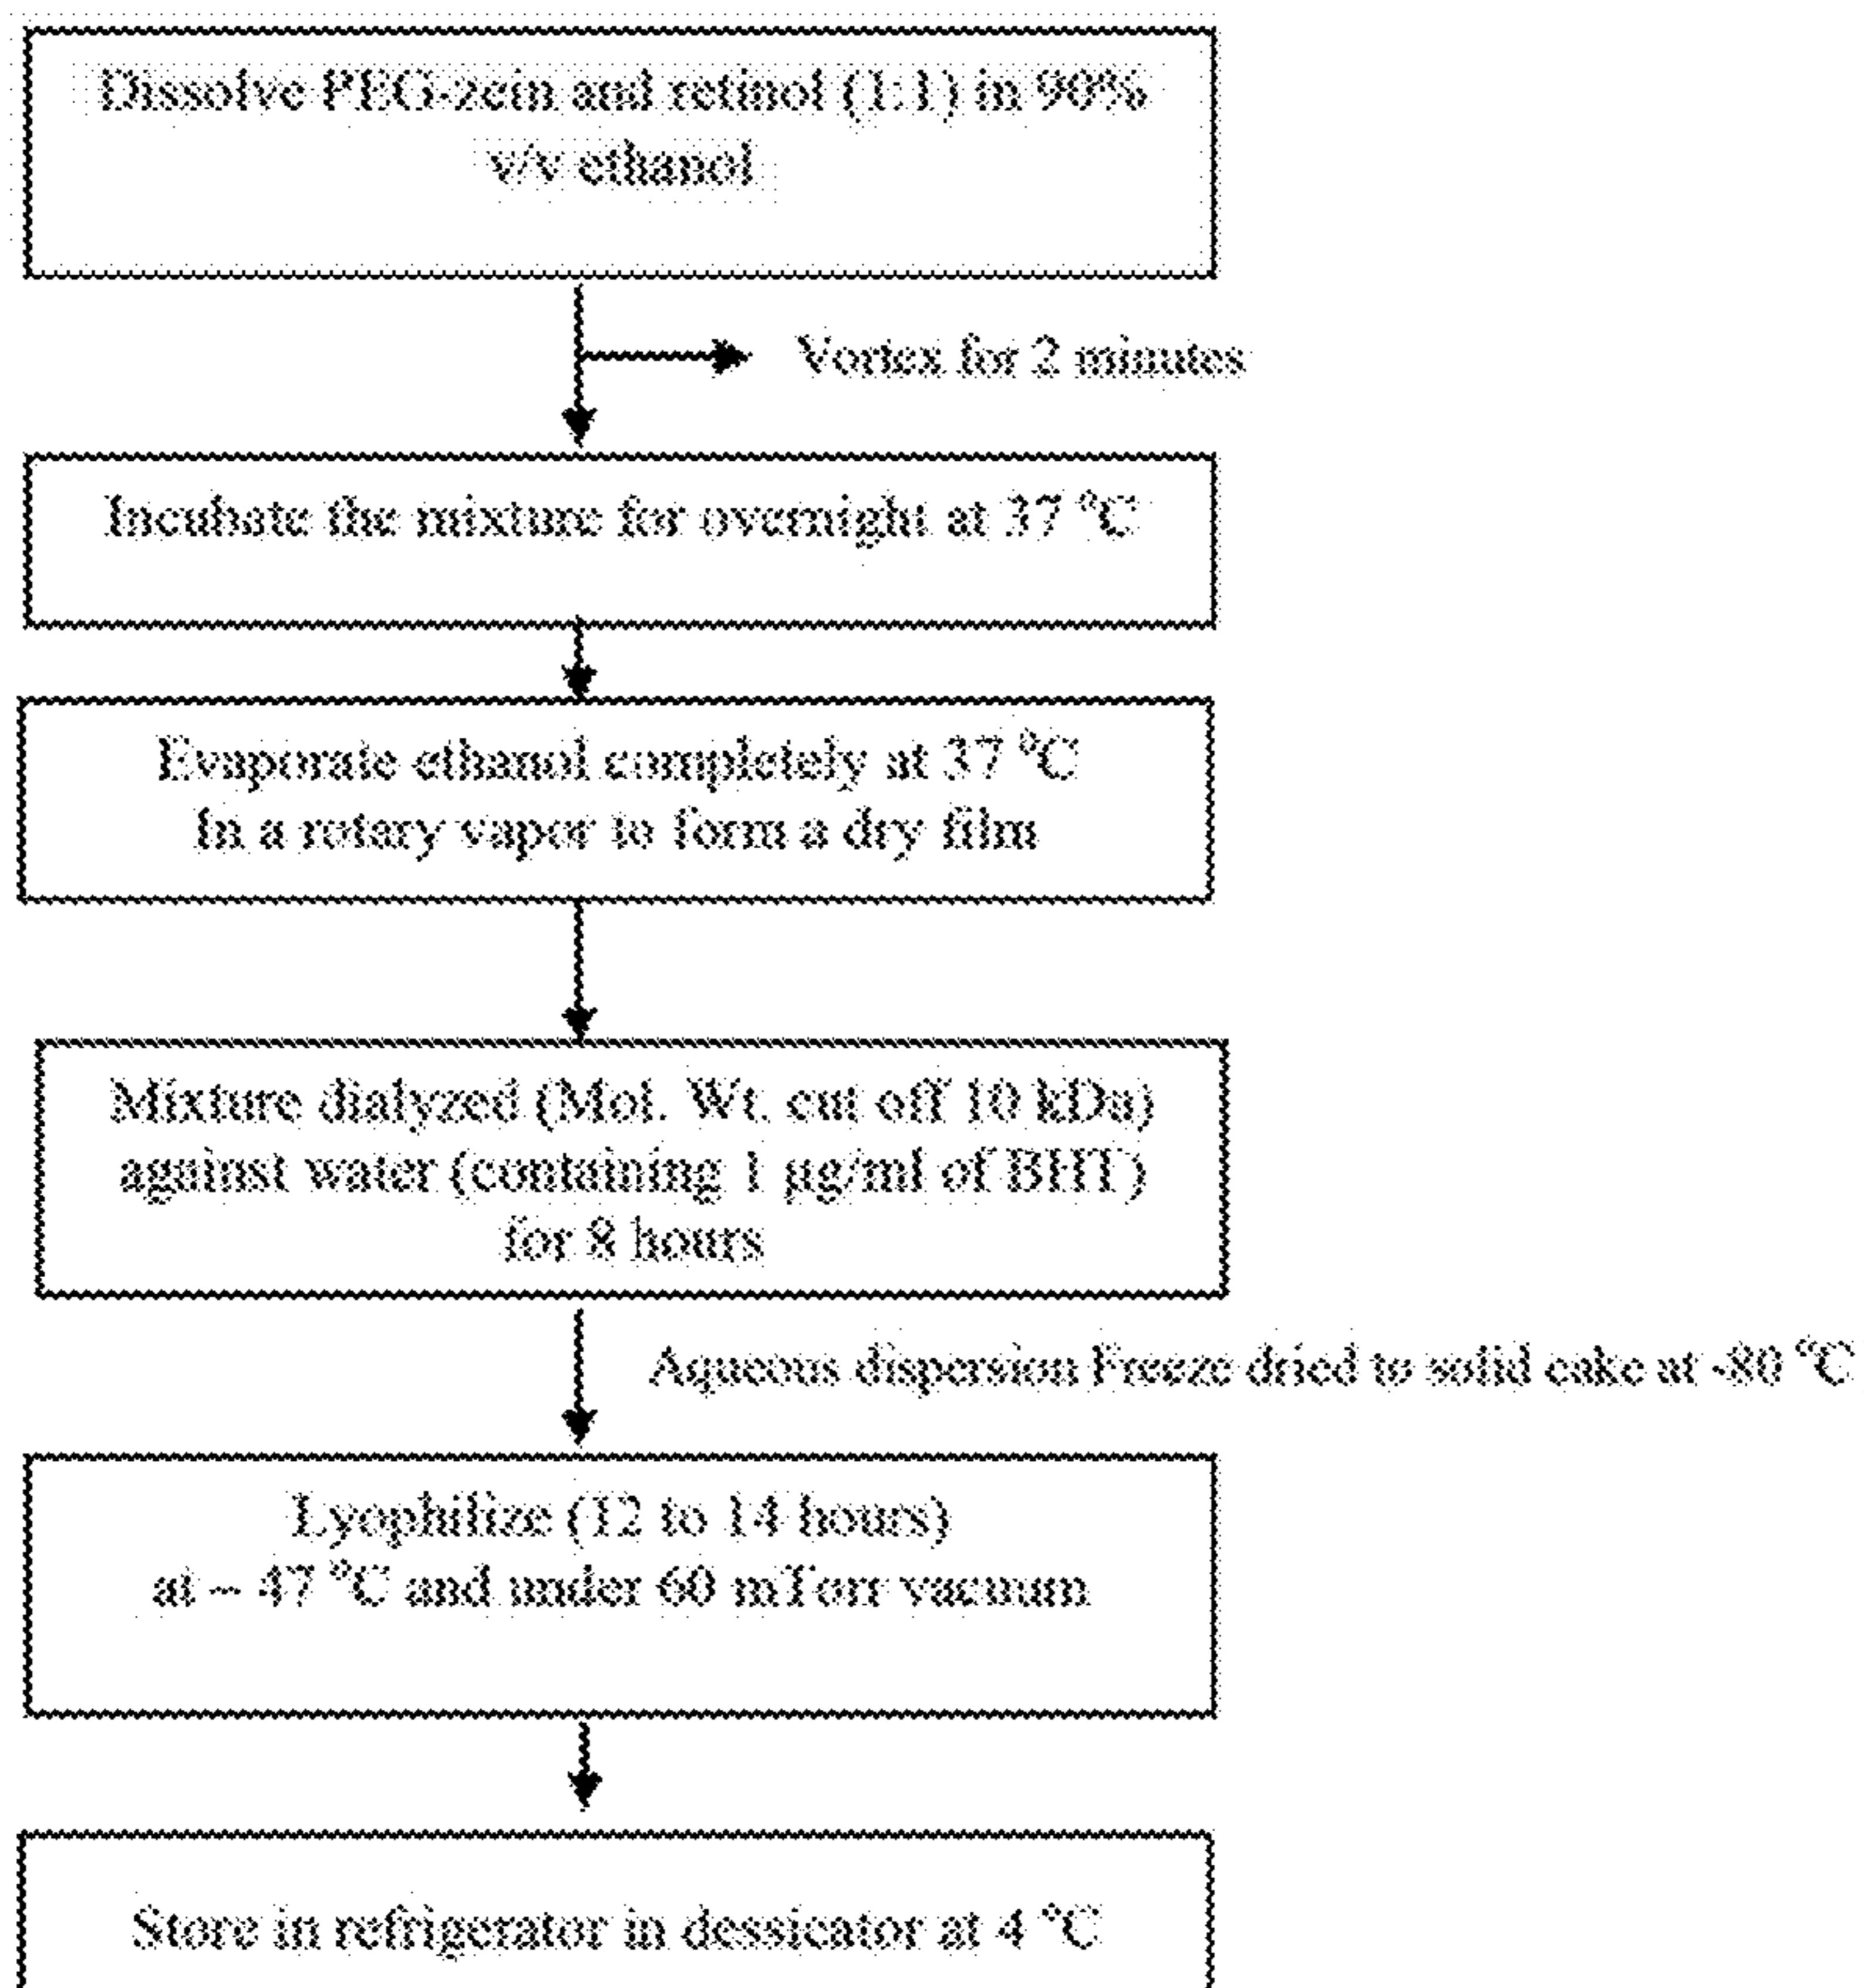 Dissolve PEG-zein and retinol (1:1) in 90%
v/v ethanol
Vortex for 2 minutes
Incubate the mixture for overnight at 37 °C
Evaporate ethanol completely at 37 °C
In a rotary vapor to form a dry film
Mixture dialyzed (Mol. Wt. cut off 10 kDa)
against water (containing 1 µg/ml of BHT)
for 8 hours
Aqueous dispersion Freeze dried to solid cake at -80 °C
Lyophilize (12 to 14 hours)
at – 47 °C and under 60 mTorr vacuum
Store in refrigerator in dessicator at 4 °C